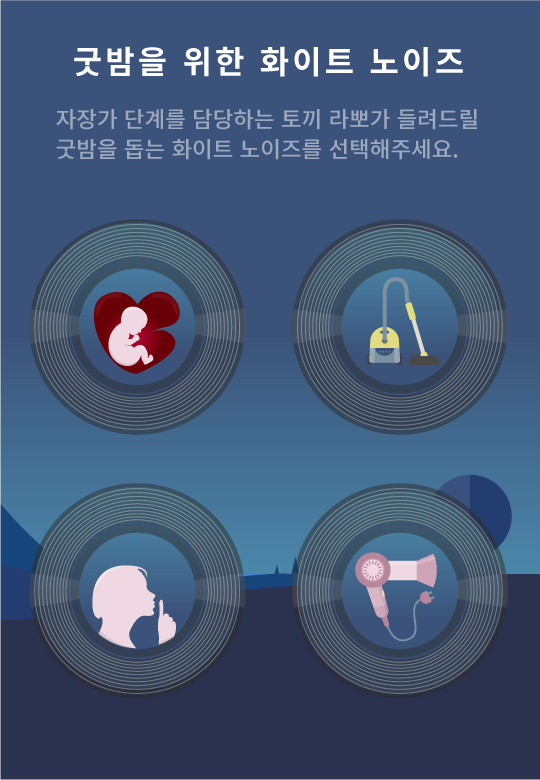 굿밤을 위한 화이트 노이즈
자장가 단계를 담당하는 토끼 라뽀가 들려드릴
굿밤을 돕는 화이트 노이즈를 선택해주세요.